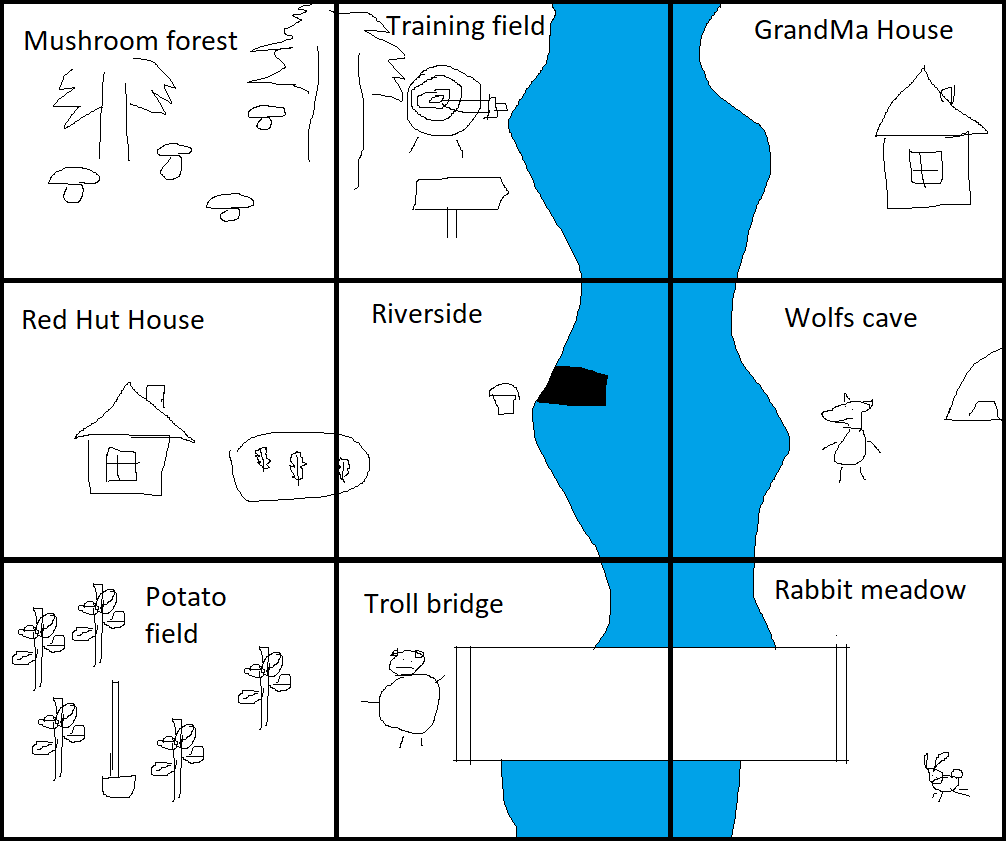 Mushroom forest
Training field
GrandMa House
Red Hut House
Riverside
Wolfs cave
Potato
field
Troll bridge
Rabbit meadow